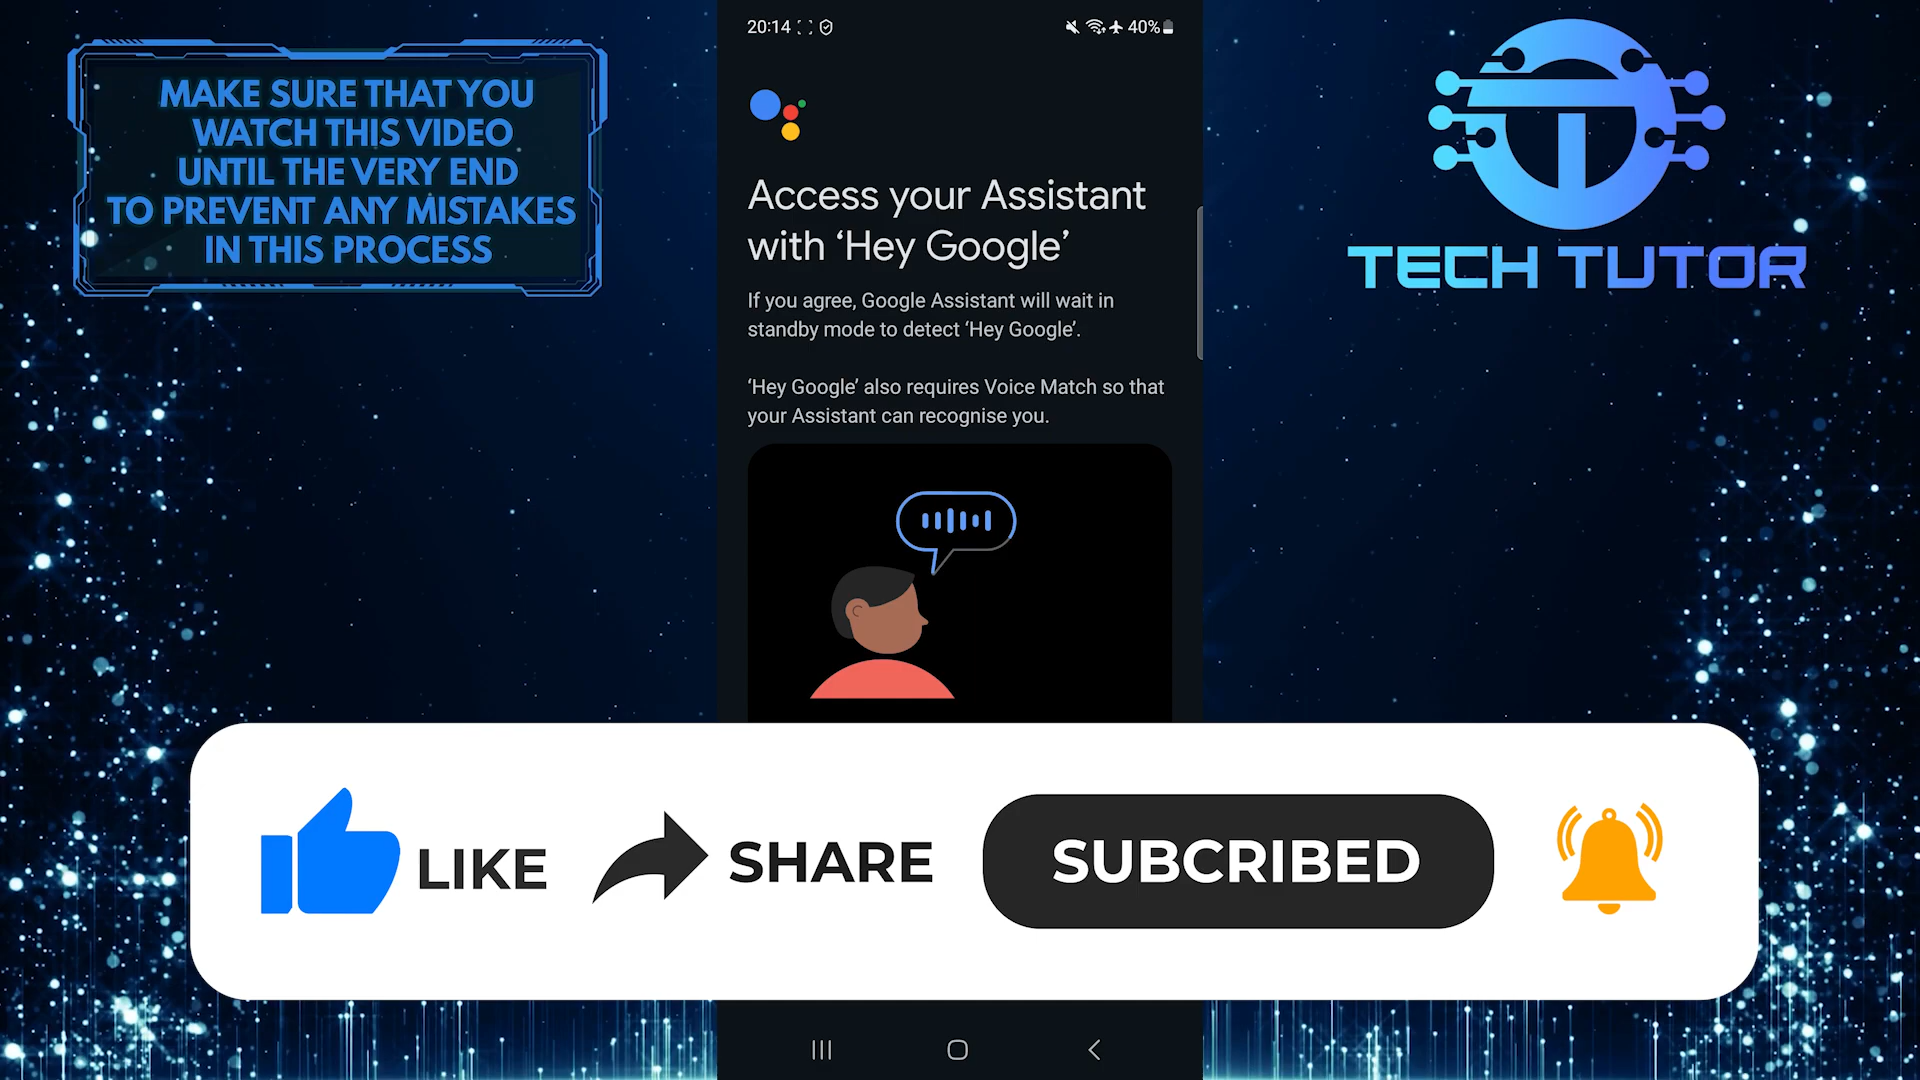 MAKE SURE THAT YOU
WATCH THIS VIDEO
UNTIL THE VERY END
TO PREVENT ANY MISTAKES
IN THIS PROCESS
20:14
40%
Access your Assistant
with ‘Hey Google’
If you agree, Google Assistant will wait in
standby mode to detect ‘Hey Google’.
‘Hey Google’ also requires Voice Match so that
your Assistant can recognise you.
TECH TUTOR
LIKE
SHARE
SUBCRIBED